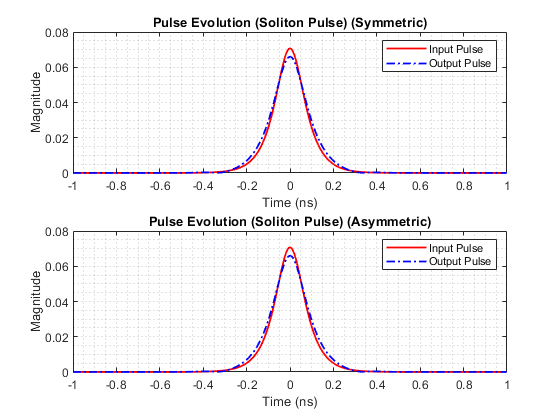 Pulse Evolution (Soliton Pulse) (Symmetric)
0.08
0.06
0.04
0.02
0
Magnitude
Input Pulse
Output Pulse
-1 -0.8 -0.6 -0.4 -0.2 0 0.2 0.4 0.6 0.8 1
Time (ns)
Pulse Evolution (Soliton Pulse) (Asymmetric)
0.08
0.06
0.04
0.02
0
Magnitude
Input Pulse
Output Pulse
-1 -0.8 -0.6 -0.4 -0.2 0 0.2 0.4 0.6 0.8 1
Time (ns)